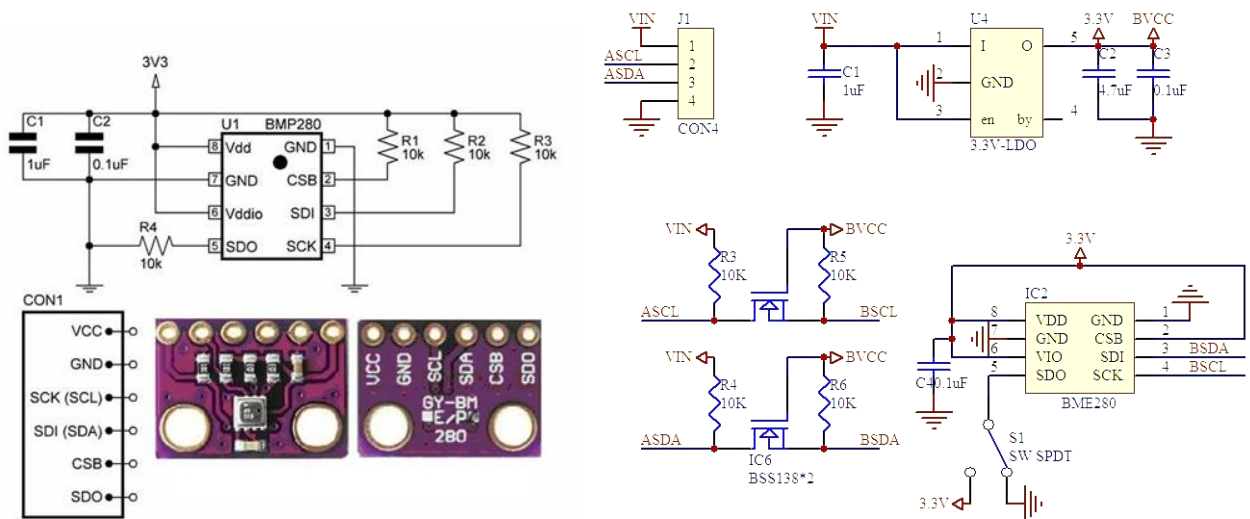 3V3
C1
1uF
C2
0.1uF
U1
BMP280
8 Vdd
GND 1
7 GND
CSB 2
6 Vddio
SDI 3
5 SDO
SCK 4
R1
10k
R2
10k
R3
10k
R4
10k
CON1
VCC
GND
SCK (SCL)
SDI (SDA)
CSB
SDO
VCC
GND
SCL
SDA
CSB
SDO
GY-BM
E/P
280
VIN
J1
ASCL
ASDA
1
2
3
4
CON4
VIN
C1
1uF
U4
1 I
O 5
2 GND
3 en
by 4
3.3V-LDO
3.3V
BVCC
C2
4.7uF
C3
0.1uF
VIN
BVCC
R3
10K
R5
10K
ASCL
BSCL
VIN
BVCC
R4
10K
R6
10K
ASDA
BSDA
IC6
BSS138*2
3.3V
IC2
8 VDD
GND 1
7 GND
CSB 2
6 VIO
SDI 3 BSDA
5 SDO
SCK 4 BSCL
BME280
C4 0.1uF
S1
SW SPDT
3.3V